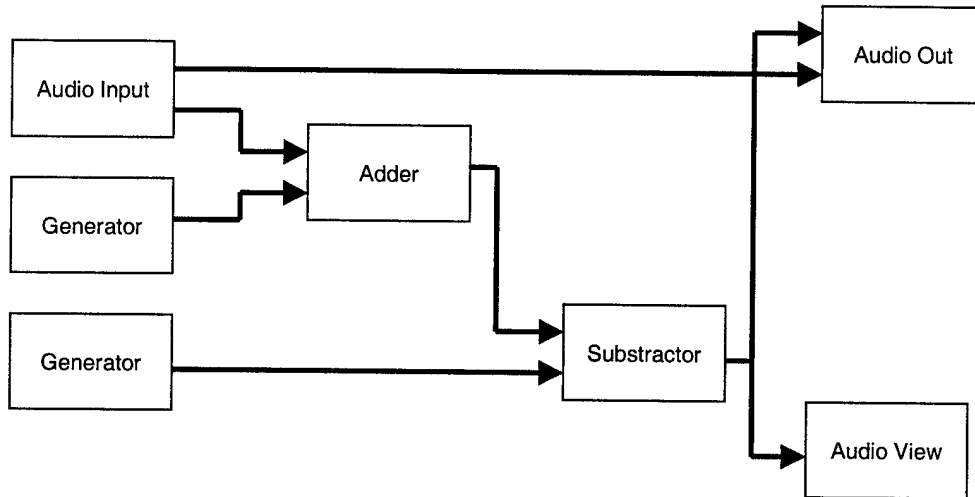 Audio Input
Audio Out
Adder
Generator
Generator
Substractor
Audio View